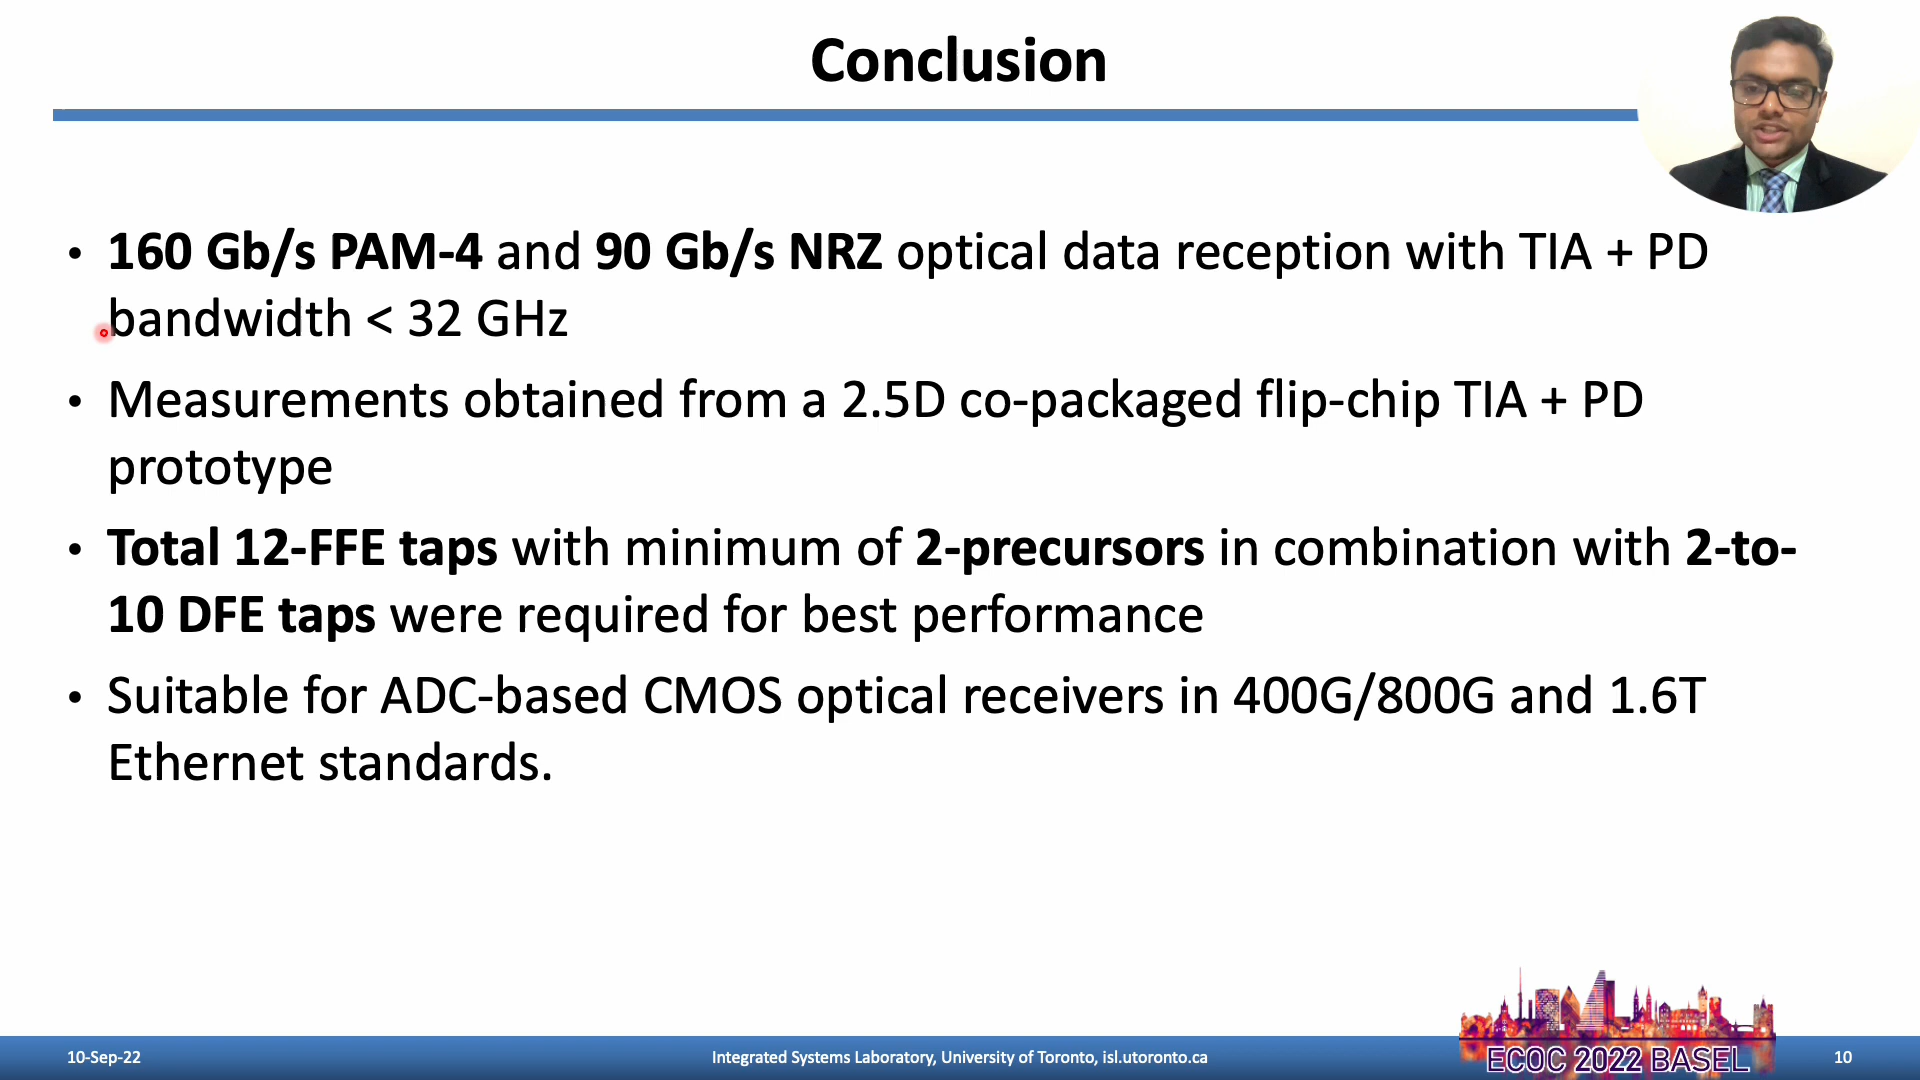 Conclusion
• 160 Gb/s PAM-4 and 90 Gb/s NRZ optical data reception with TIA + PD
bandwidth < 32 GHz
• Measurements obtained from a 2.5D co-packaged flip-chip TIA + PD
prototype
• Total 12-FFE taps with minimum of 2-precursors in combination with 2-to-
10 DFE taps were required for best performance
• Suitable for ADC-based CMOS optical receivers in 400G/800G and 1.6T
Ethernet standards.
10-Sep-22
Integrated Systems Laboratory, University of Toronto, isl.utoronto.ca
ECOC 2022 BASEL
10